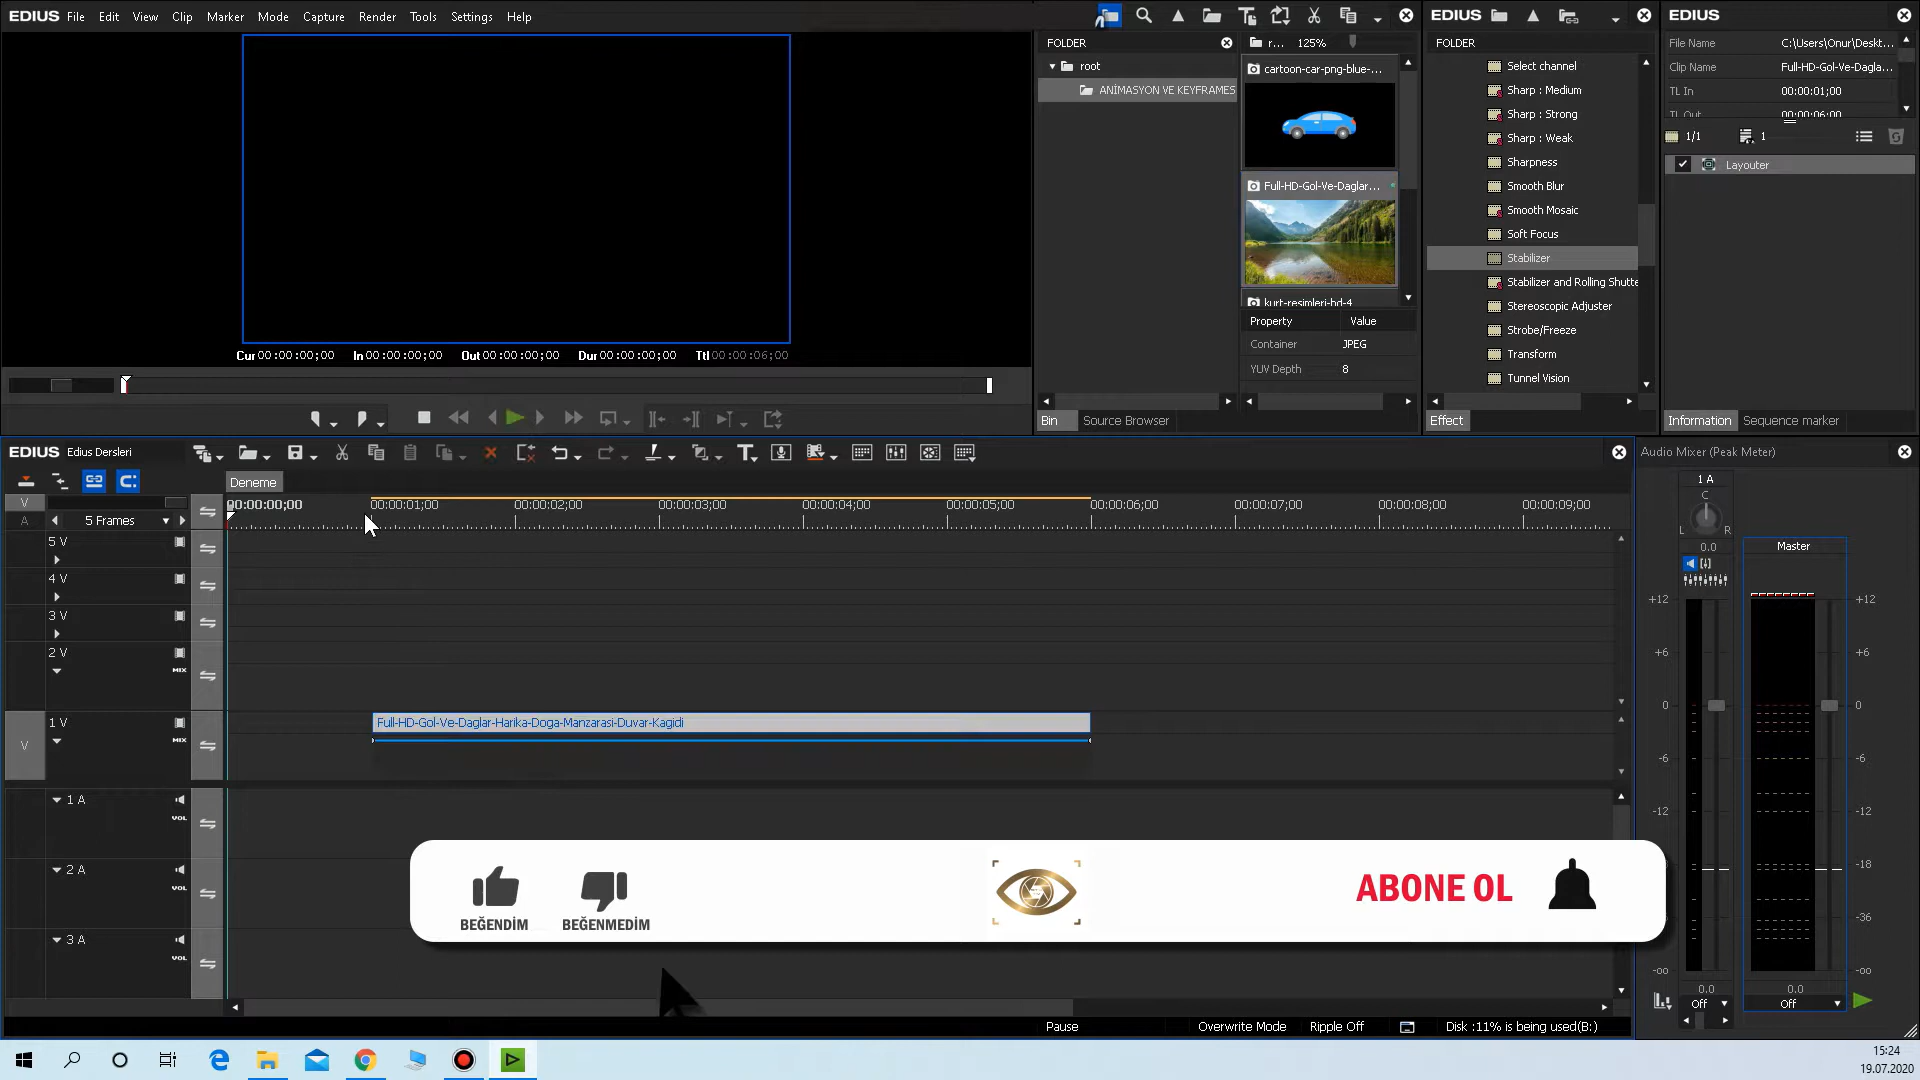 EDIUS File Edit View Clip Marker Mode Capture Render Tools Settings Help
Cur 00:00:00;00 In 00:00:00;00 Out 00:00:00;00 Dur 00:00:00;00 Ttl 00:00:06;00
FOLDER
root
ANİMASYON VE KEYFRAMES
r... 125%
cartoon-car-png-blue-...
Full-HD-Gol-Ve-Daglar...
kurt-resimleri-hd-4
Property Value
Container JPEG
YUV Depth 8
Bin Source Browser
EDIUS
FOLDER
Select channel
Sharp : Medium
Sharp : Strong
Sharp : Weak
Sharpness
Smooth Blur
Smooth Mosaic
Soft Focus
Stabilizer
Stabilizer and Rolling Shutte
Stereoscopic Adjuster
Strobe/Freeze
Transform
Tunnel Vision
Effect
EDIUS
File Name C:\Users\Onur\Deskt...
Clip Name Full-HD-Gol-Ve-Dagla...
TL In 00:00:01;00
TL Out 00:00:06;00
1/1 1
Layouter
Information Sequence marker
EDIUS Edius Dersleri
Deneme
00:00:00;00 00:00:01;00 00:00:02;00 00:00:03;00 00:00:04;00 00:00:05;00 00:00:06;00 00:00:07;00 00:00:08;00 00:00:09;00
V
A 5 Frames
5 V
4 V
3 V
2 V
MIX
1 V
V MIX
Full-HD-Gol-Ve-Daglar-Harika-Doga-Manzarasi-Duvar-Kagidi
1 A
VOL
2 A
VOL
3 A
VOL
BEĞENDİM BEĞENMEDİM
ABONE OL
Audio Mixer (Peak Meter)
1 A
C
L R
0.0
Master
+12 +12
+6 +6
0 0
-6 -6
-12 -12
-18 -18
-36 -36
-oo -oo
0.0 0.0
Off Off
Pause Overwrite Mode Ripple Off Disk :11% is being used(B:)
15:24
19.07.2020